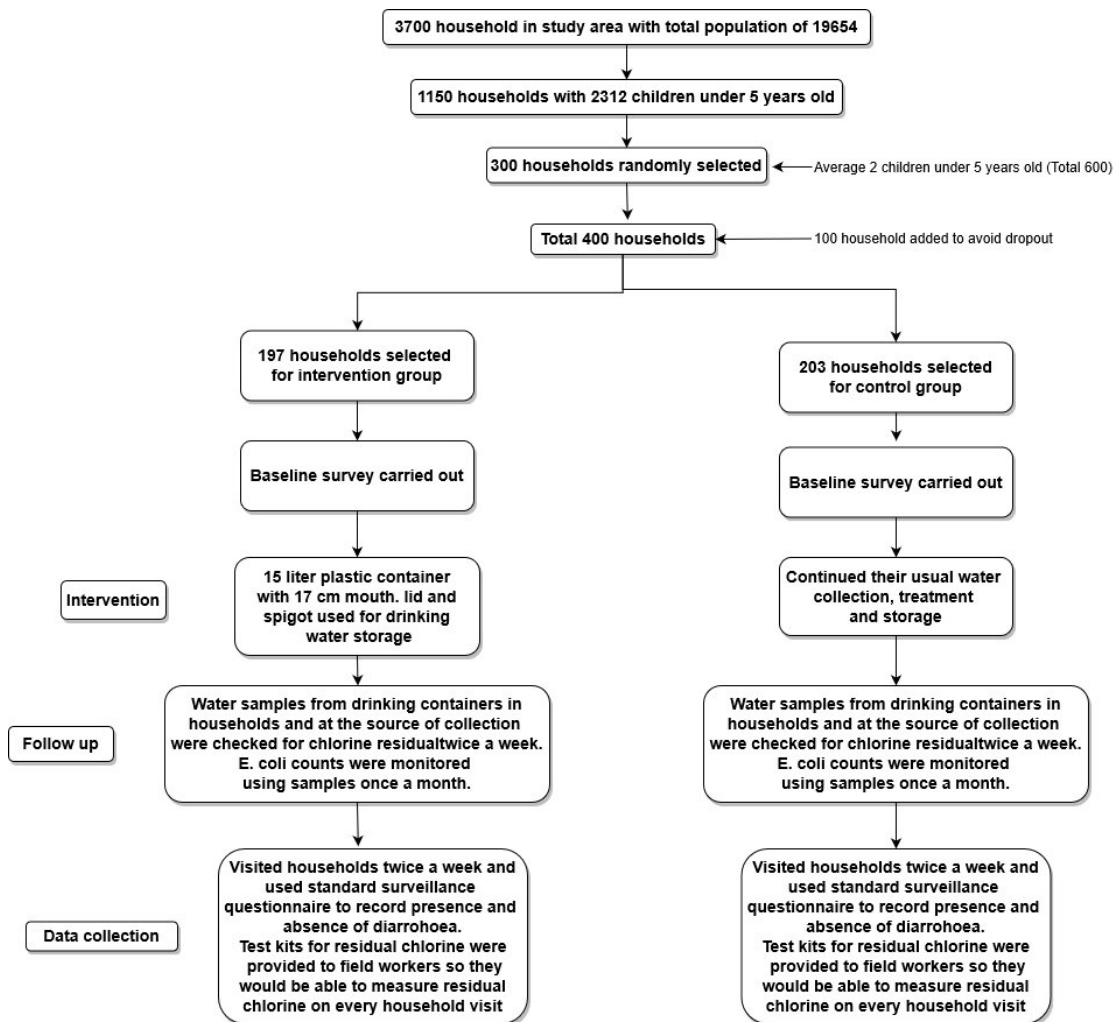 3700 household in study area with total population of 19654
1150 households with 2312 children under 5 years old
300 households randomly selected
Average 2 children under 5 years old (Total 600)
Total 400 households
100 household added to avoid dropout
197 households selected
for intervention group
203 households selected
for control group
Baseline survey carried out
Baseline survey carried out
Intervention
15 liter plastic container
with 17 cm mouth. lid and
spigot used for drinking
water storage
Continued their usual water
collection, treatment
and storage
Follow up
Water samples from drinking containers in
households and at the source of collection
were checked for chlorine residualtwice a week.
E. coli counts were monitored
using samples once a month.
Water samples from drinking containers in
households and at the source of collection
were checked for chlorine residualtwice a week.
E. coli counts were monitored
using samples once a month.
Data collection
Visited households twice a week and
used standard surveillance
questionnaire to record presence and
absence of diarrohoea.
Test kits for residual chlorine were
provided to field workers so they
would be able to measure residual
chlorine on every household visit
Visited households twice a week and
used standard surveillance
questionnaire to record presence and
absence of diarrohoea.
Test kits for residual chlorine were
provided to field workers so they
would be able to measure residual
chlorine on every household visit